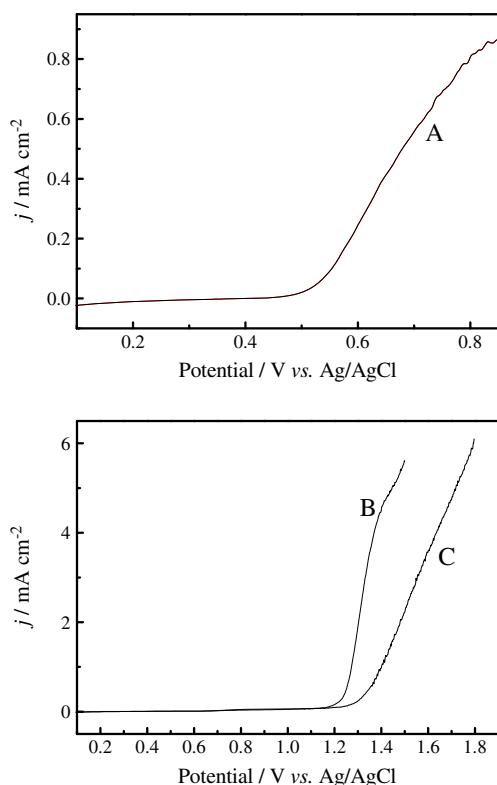 0.8
0.6
0.4
0.2
0.0
j / mA cm⁻²
A
0.2 0.4 0.6 0.8
Potential / V vs. Ag/AgCl
6
4
2
0
j / mA cm⁻²
B
C
0.2 0.4 0.6 0.8 1.0 1.2 1.4 1.6 1.8
Potential / V vs. Ag/AgCl